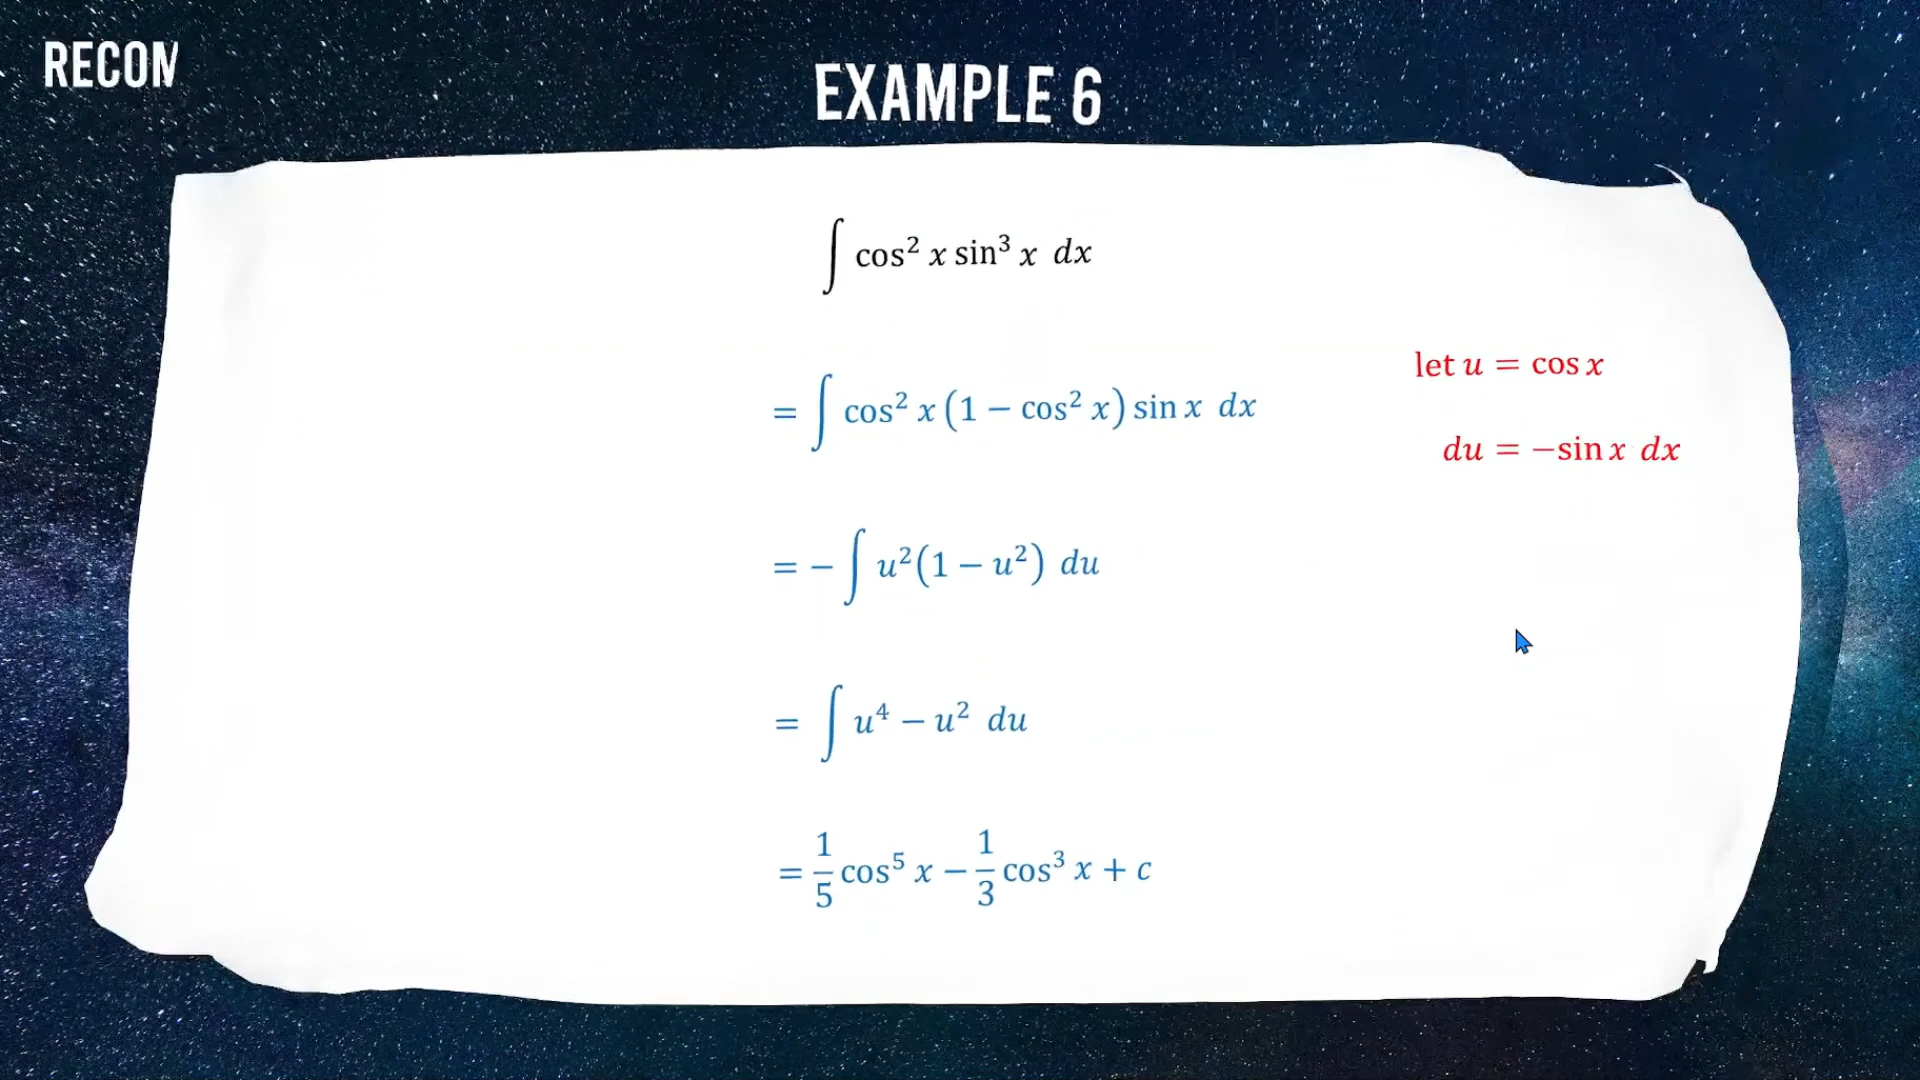 RECON
EXAMPLE 6
∫ cos² x sin³ x dx
= ∫ cos² x (1 − cos² x) sin x dx
let u = cos x
du = −sin x dx
= − ∫ u²(1 − u²) du
= ∫ u⁴ − u² du
= 1/5 cos⁵ x − 1/3 cos³ x + c